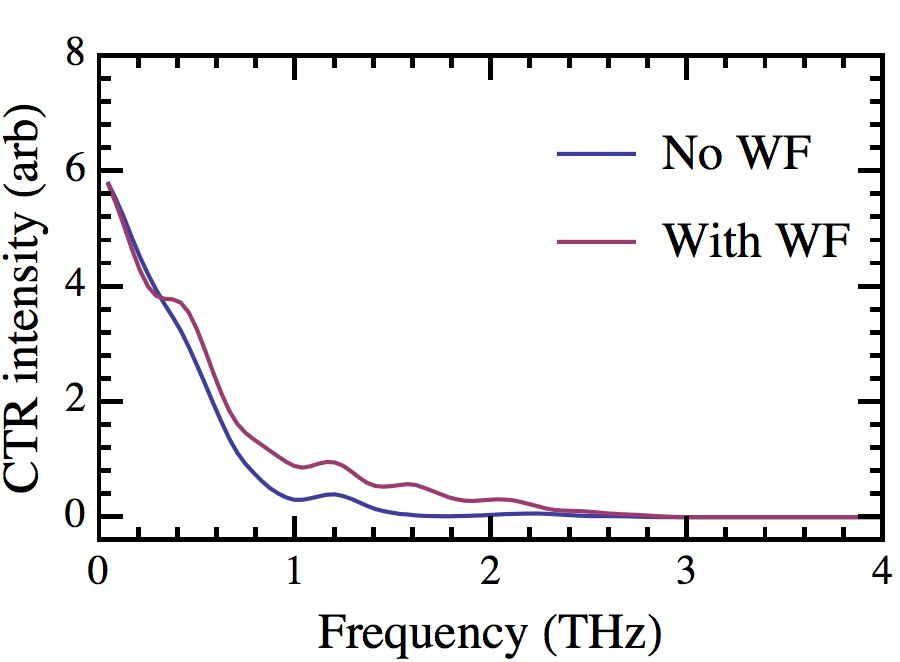 8
6
4
2
0
0 1 2 3 4
CTR intensity (arb)
Frequency (THz)
No WF
With WF